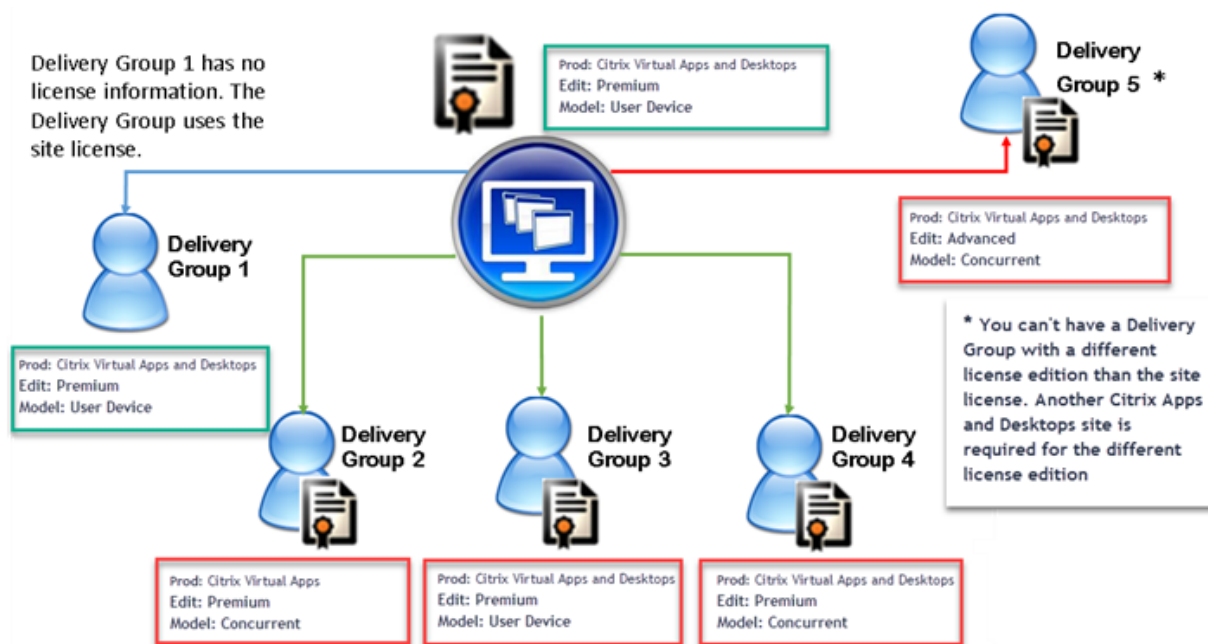 Delivery Group 1 has no
license information. The
Delivery Group uses the
site license.
Prod: Citrix Virtual Apps and Desktops
Edit: Premium
Model: User Device
Delivery
Group 5 *
Prod: Citrix Virtual Apps and Desktops
Edit: Advanced
Model: Concurrent
* You can't have a Delivery
Group with a different
license edition than the site
license. Another Citrix Apps
and Desktops site is
required for the different
license edition
Delivery
Group 1
Prod: Citrix Virtual Apps and Desktops
Edit: Premium
Model: User Device
Delivery
Group 2
Prod: Citrix Virtual Apps
Edit: Premium
Model: Concurrent
Delivery
Group 3
Prod: Citrix Virtual Apps and Desktops
Edit: Premium
Model: User Device
Delivery
Group 4
Prod: Citrix Virtual Apps and Desktops
Edit: Premium
Model: Concurrent